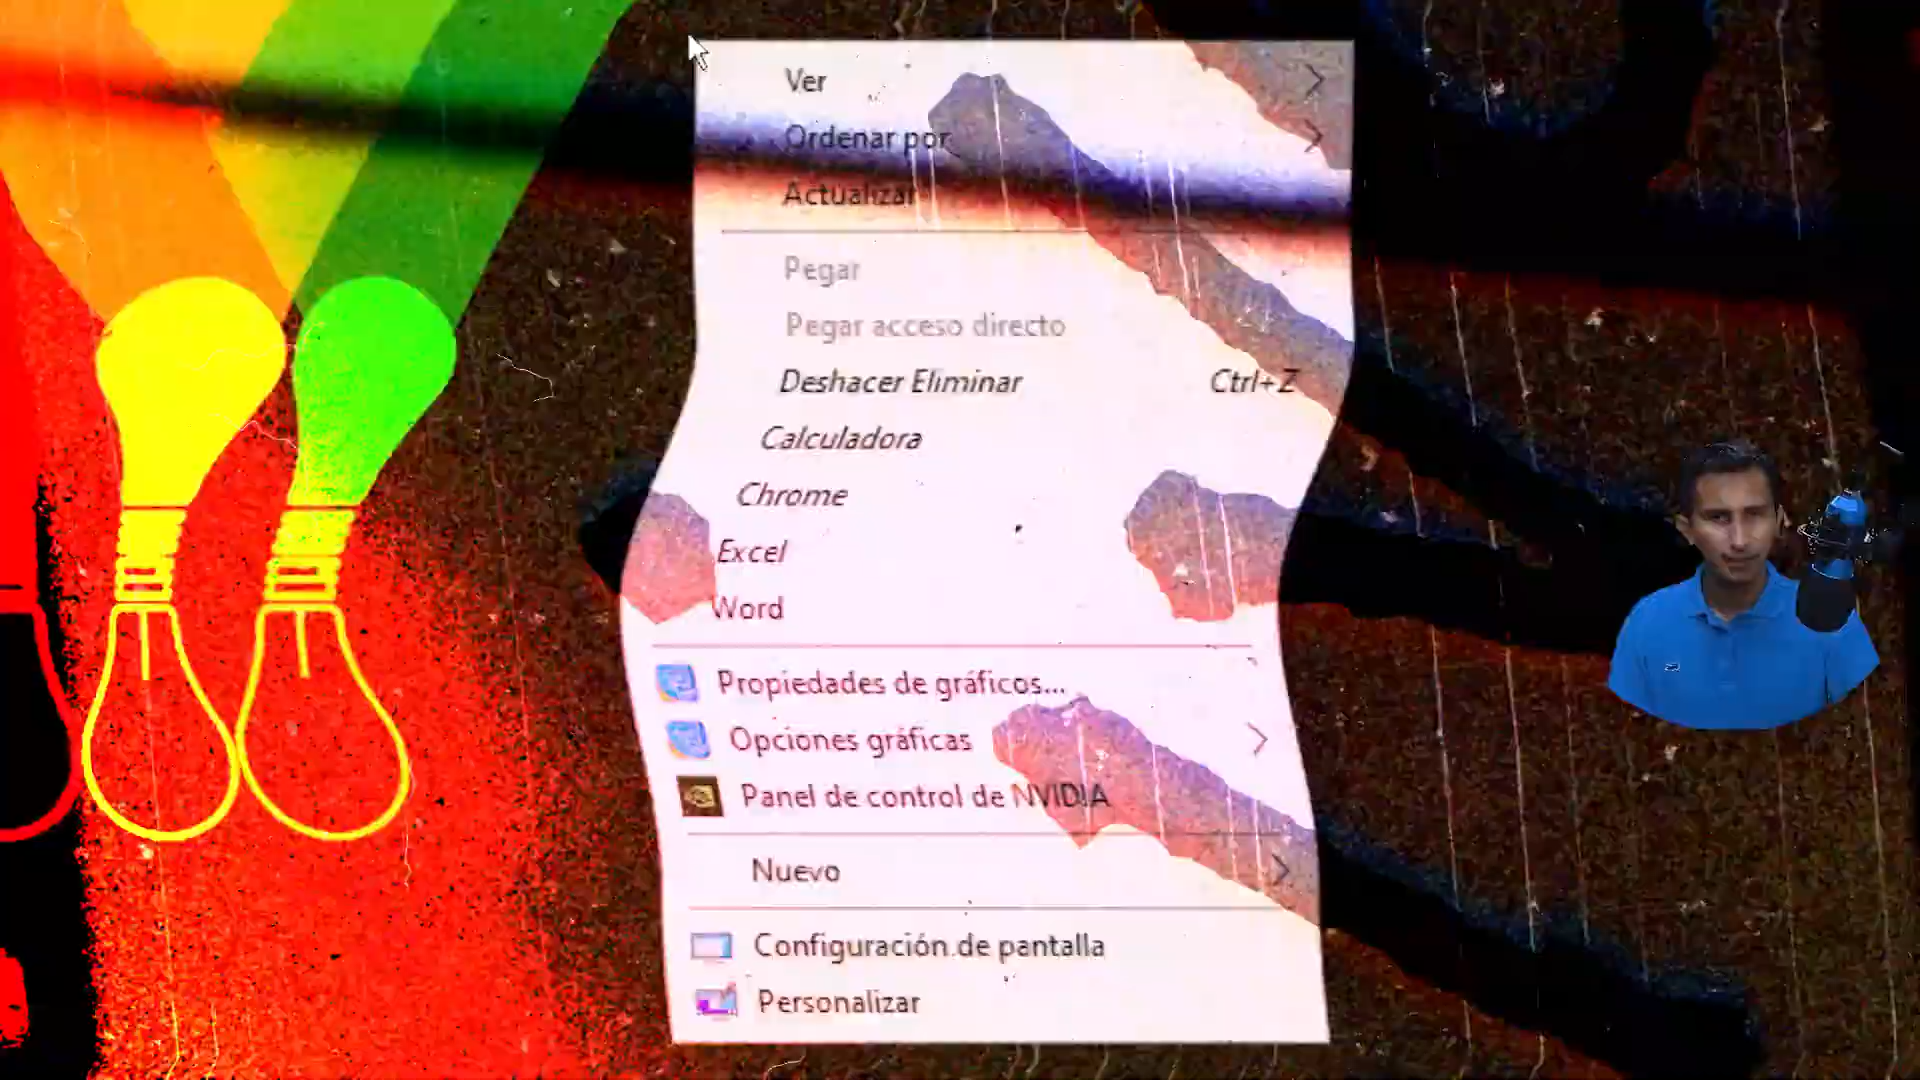 Ver
Ordenar por
Actualizar
Pegar
Pegar acceso directo
Deshacer Eliminar Ctrl+Z
Calculadora
Chrome
Excel
Word
Propiedades de gráficos...
Opciones gráficas
Panel de control de NVIDIA
Nuevo
Configuración de pantalla
Personalizar